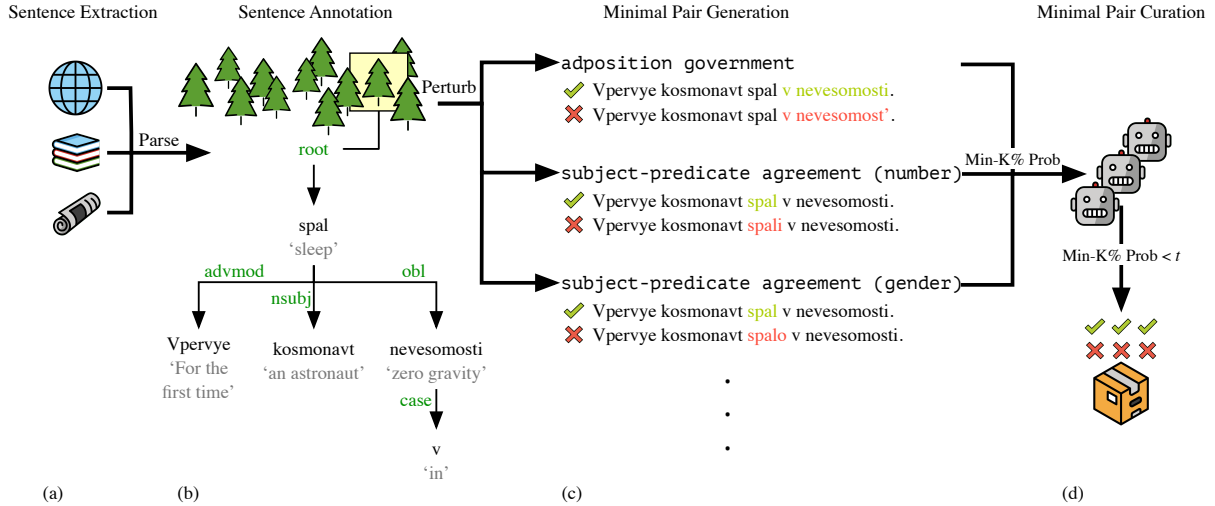 Sentence Extraction
Sentence Annotation
Minimal Pair Generation
Minimal Pair Curation
Parse
Perturb
root
spal
‘sleep’
advmod
obl
nsubj
Vpervye
‘For the
first time’
kosmonavt
‘an astronaut’
nevesomosti
‘zero gravity’
case
v
‘in’
adposition government
Vpervye kosmonavt spal v nevesomosti.
Vpervye kosmonavt spal v nevesomost’.
subject-predicate agreement (number)
Vpervye kosmonavt spal v nevesomosti.
Vpervye kosmonavt spali v nevesomosti.
subject-predicate agreement (gender)
Vpervye kosmonavt spal v nevesomosti.
Vpervye kosmonavt spalo v nevesomosti.
.
.
.
Min-K% Prob
Min-K% Prob < t
(a)
(b)
(c)
(d)